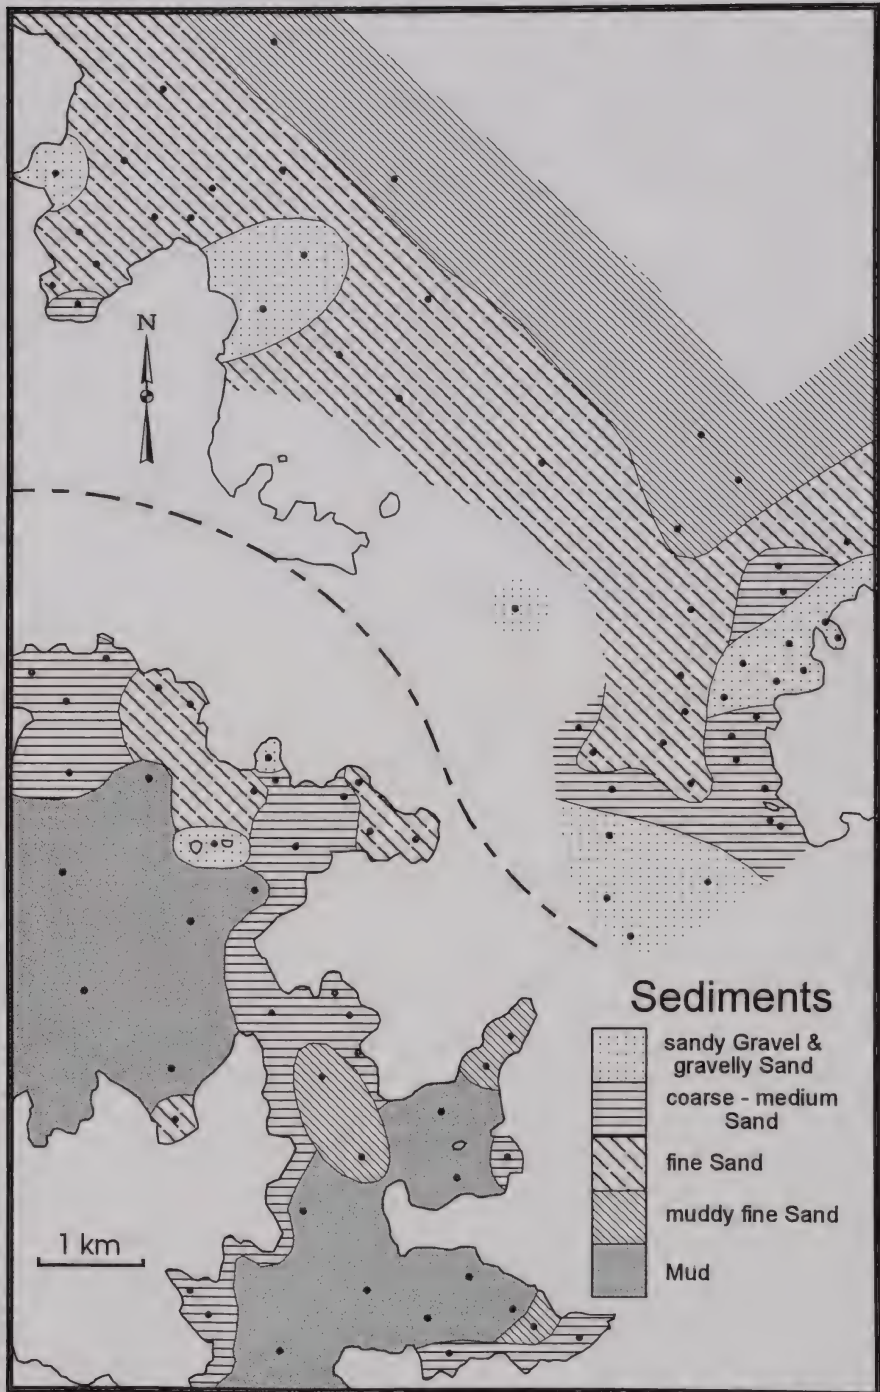 N
Sediments
sandy Gravel &
gravelly Sand
coarse - medium
Sand
fine Sand
muddy fine Sand
Mud
1 km